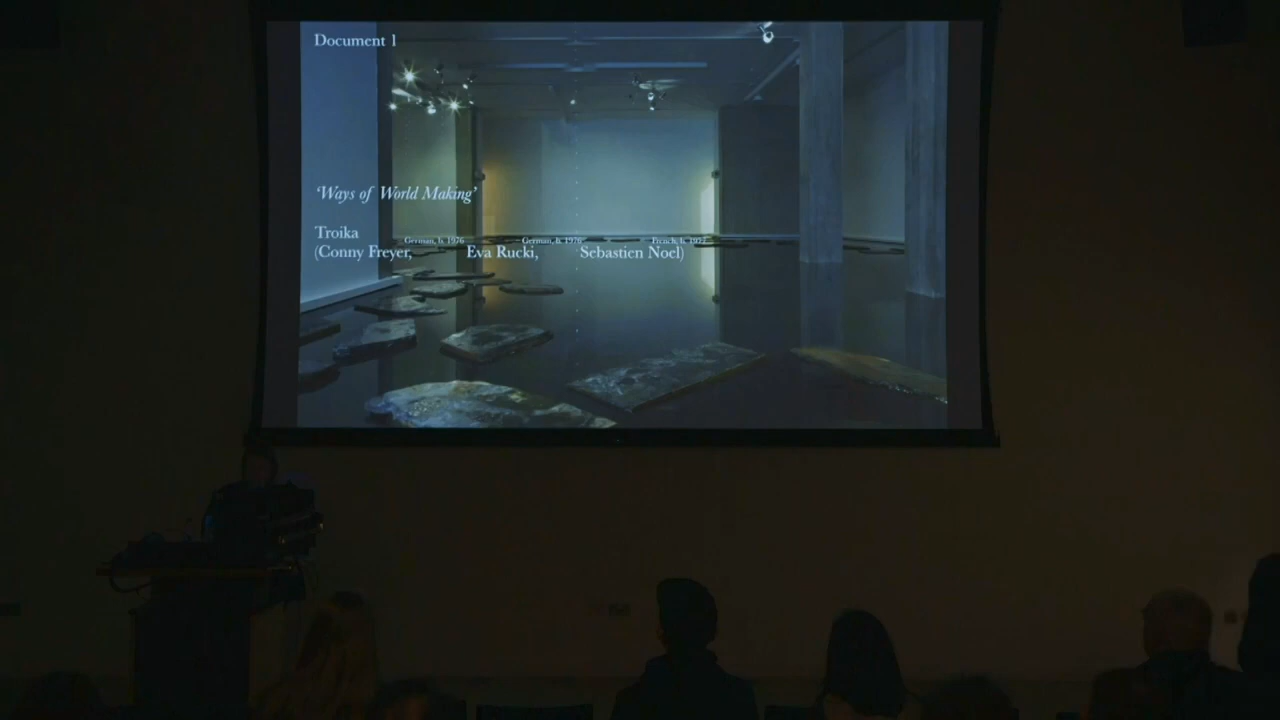 Document 1
‘Ways of World Making’
Troika
German, b. 1976 German, b. 1976 French, b. 1977
(Conny Freyer, Eva Rucki, Sebastien Noel)